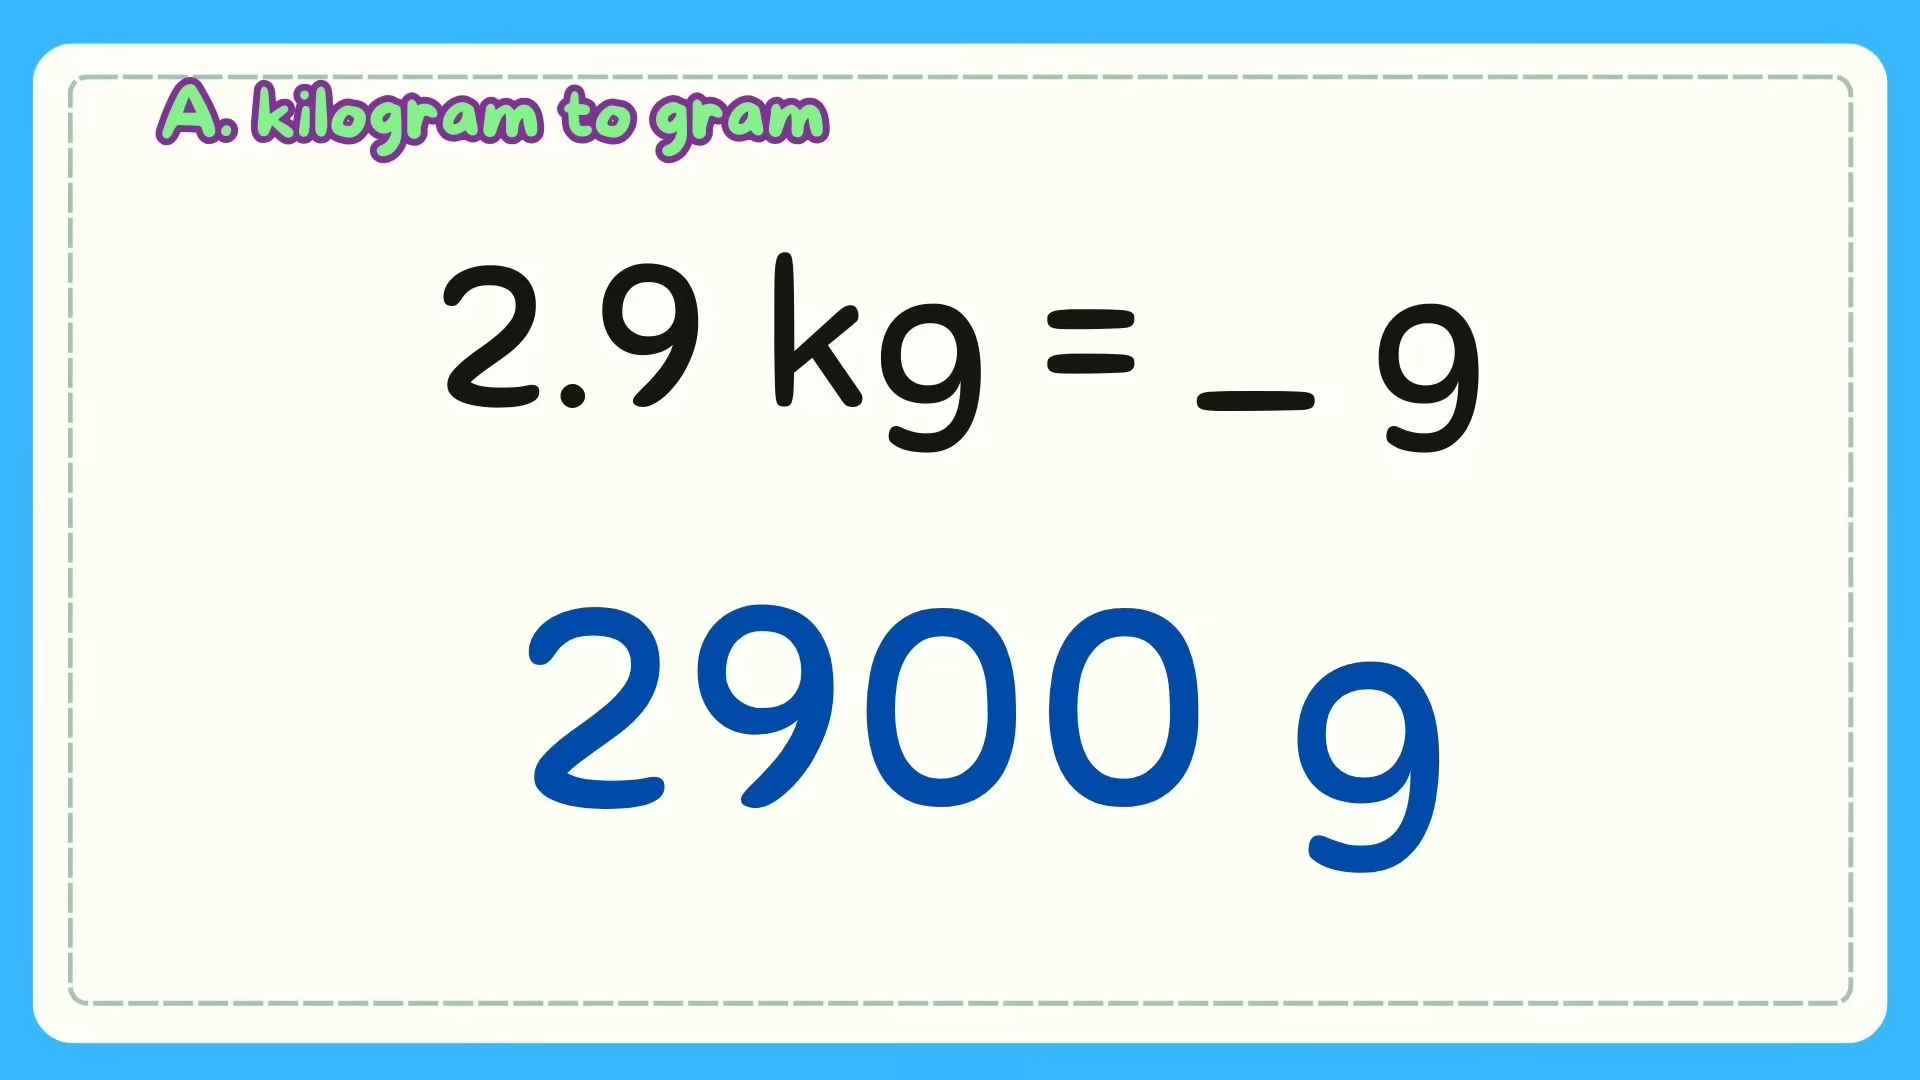 A. kilogram to gram
2.9 kg = _ g
2900 g